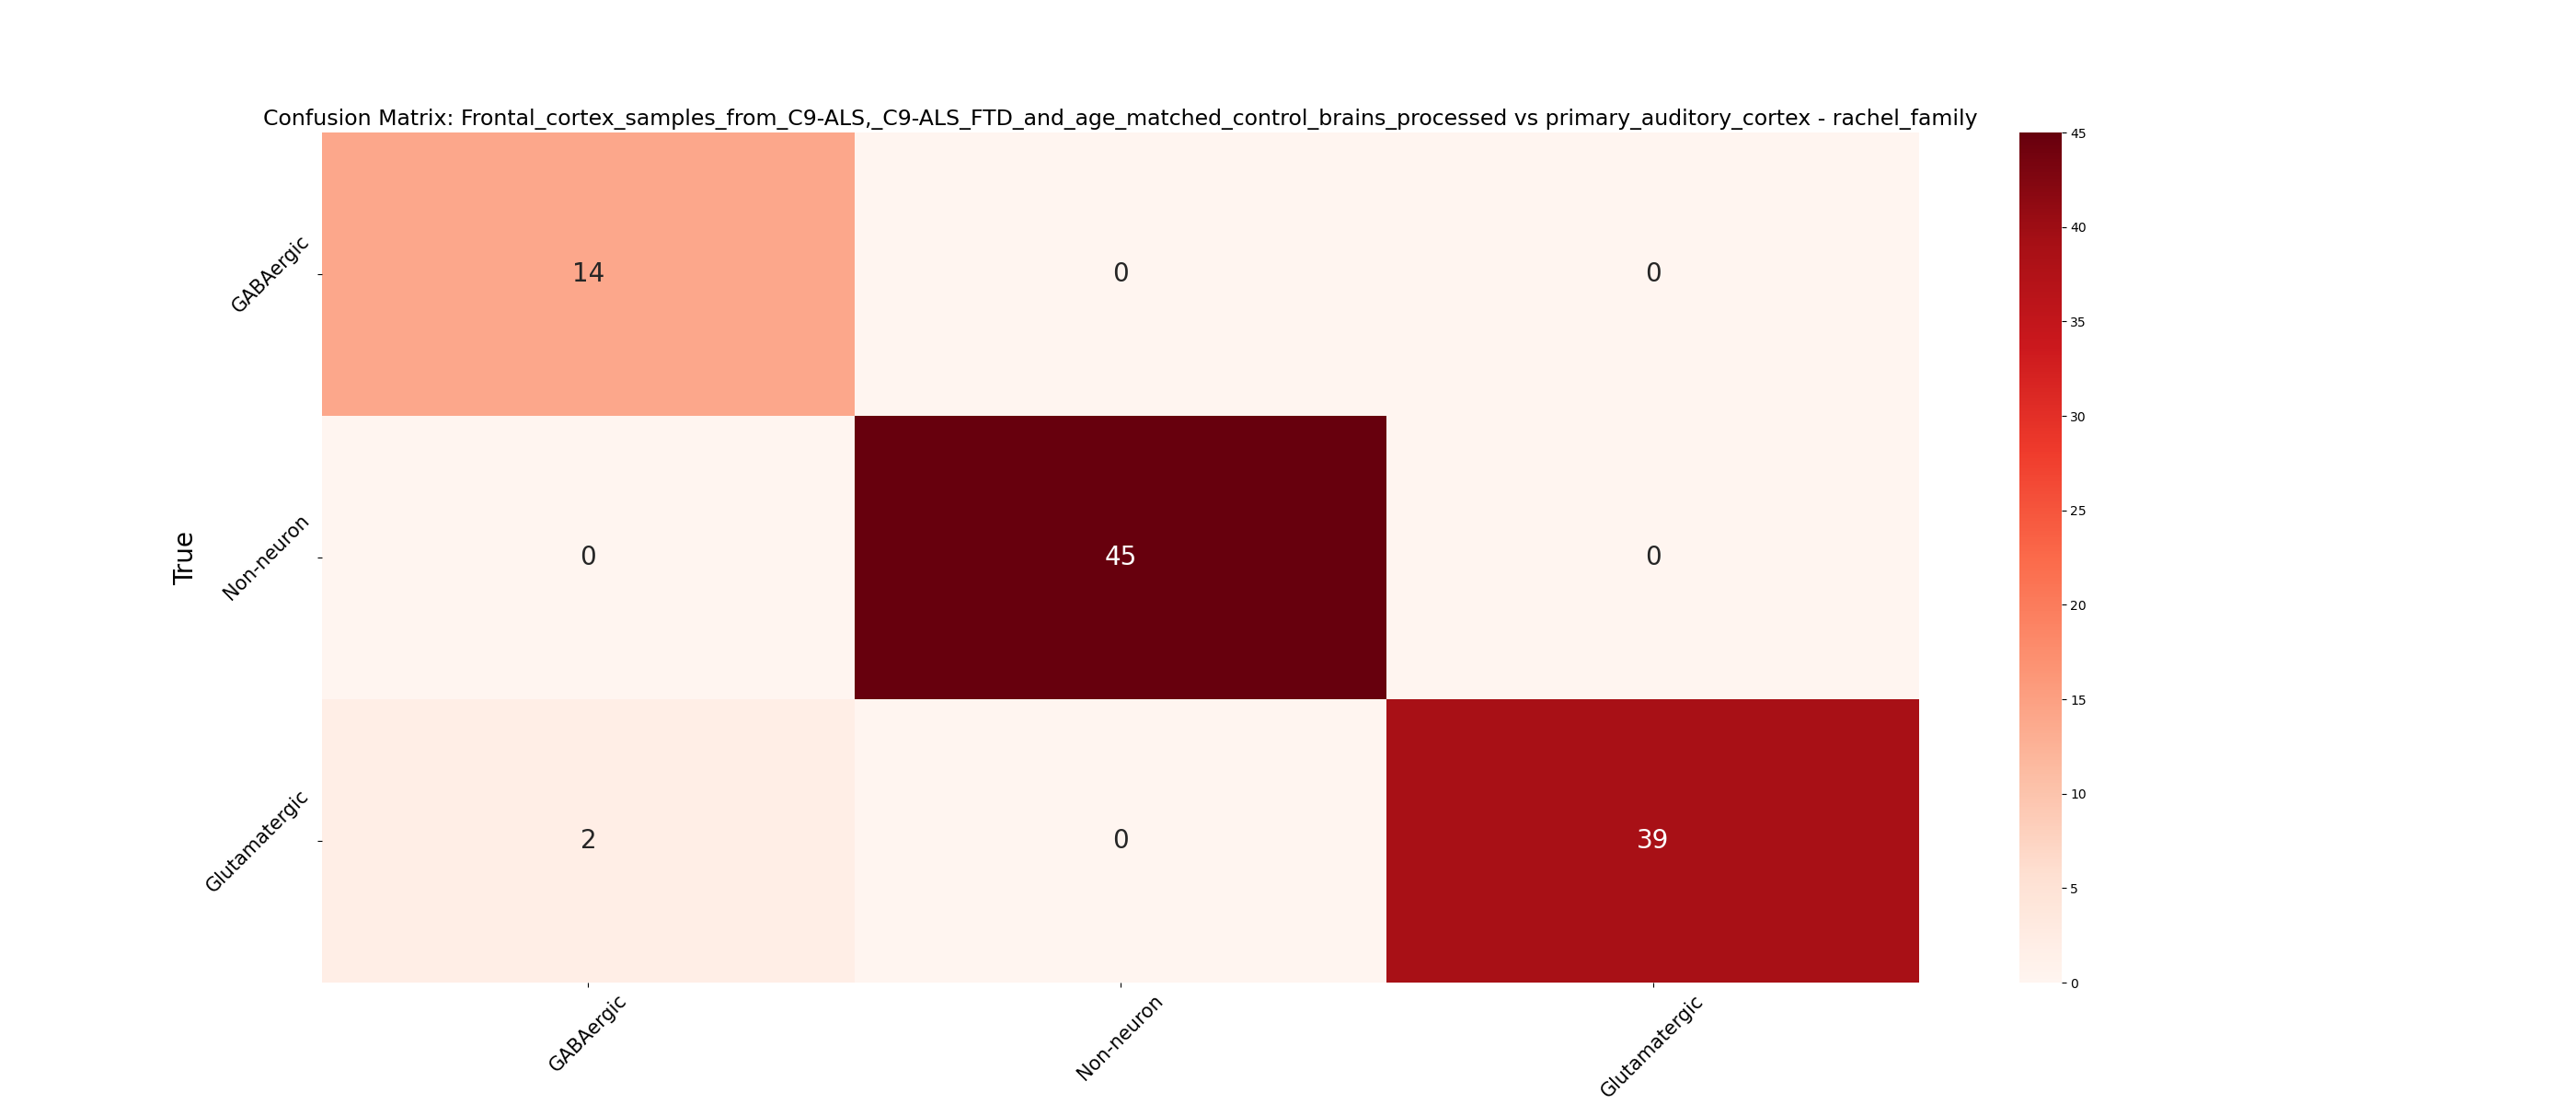 Confusion Matrix: Frontal_cortex_samples_from_C9-ALS,_C9-ALS_FTD_and_age_matched_control_brains_processed vs primary_auditory_cortex - rachel_family
True
GABAergic
14
0
0
Non-neuron
0
45
0
Glutamatergic
2
0
39
GABAergic
Non-neuron
Glutamatergic
45
40
35
30
25
20
15
10
5
0